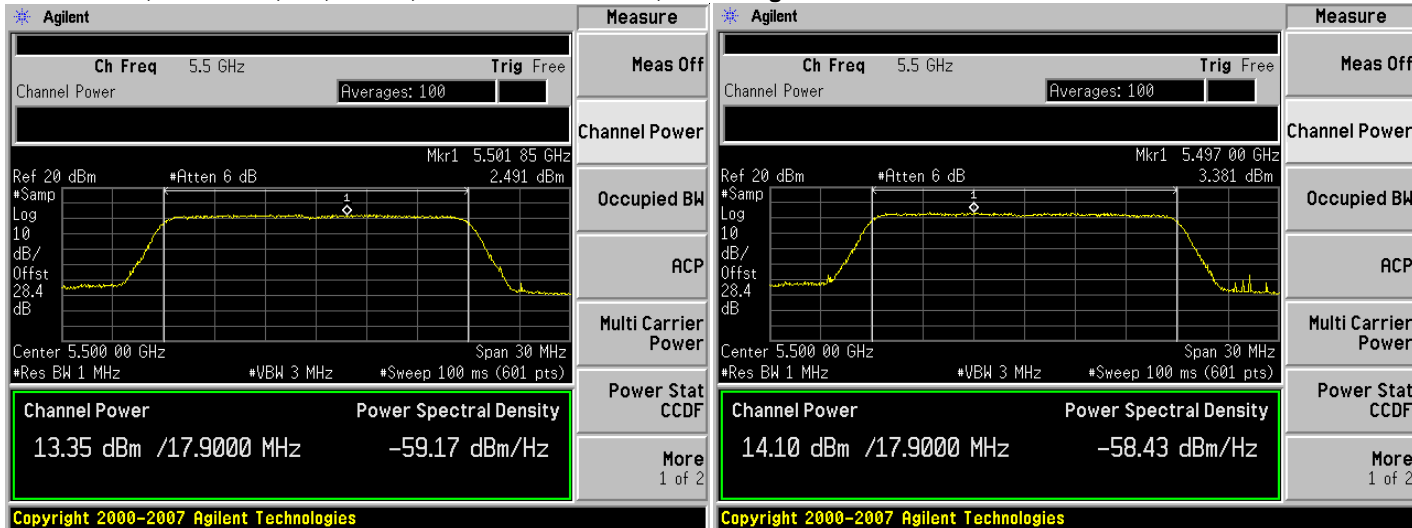 Agilent
Measure
Ch Freq 5.5 GHz Trig Free
Meas Off
Channel Power Averages: 100
Channel Power
Mkr1 5.501 85 GHz
Ref 20 dBm #Atten 6 dB 2.491 dBm
#Samp
Log
10
dB/
Offst
28.4
dB
1
Occupied BW
ACP
Multi Carrier
Power
Center 5.500 00 GHz Span 30 MHz
#Res BW 1 MHz #VBW 3 MHz #Sweep 100 ms (601 pts)
Power Stat
CCDF
Channel Power Power Spectral Density
13.35 dBm /17.9000 MHz -59.17 dBm/Hz
More
1 of 2
Copyright 2000-2007 Agilent Technologies
Agilent
Measure
Ch Freq 5.5 GHz Trig Free
Meas Off
Channel Power Averages: 100
Channel Power
Mkr1 5.497 00 GHz
Ref 20 dBm #Atten 6 dB 3.381 dBm
#Samp
Log
10
dB/
Offst
28.4
dB
1
Occupied BW
ACP
Multi Carrier
Power
Center 5.500 00 GHz Span 30 MHz
#Res BW 1 MHz #VBW 3 MHz #Sweep 100 ms (601 pts)
Power Stat
CCDF
Channel Power Power Spectral Density
14.10 dBm /17.9000 MHz -58.43 dBm/Hz
More
1 of 2
Copyright 2000-2007 Agilent Technologies